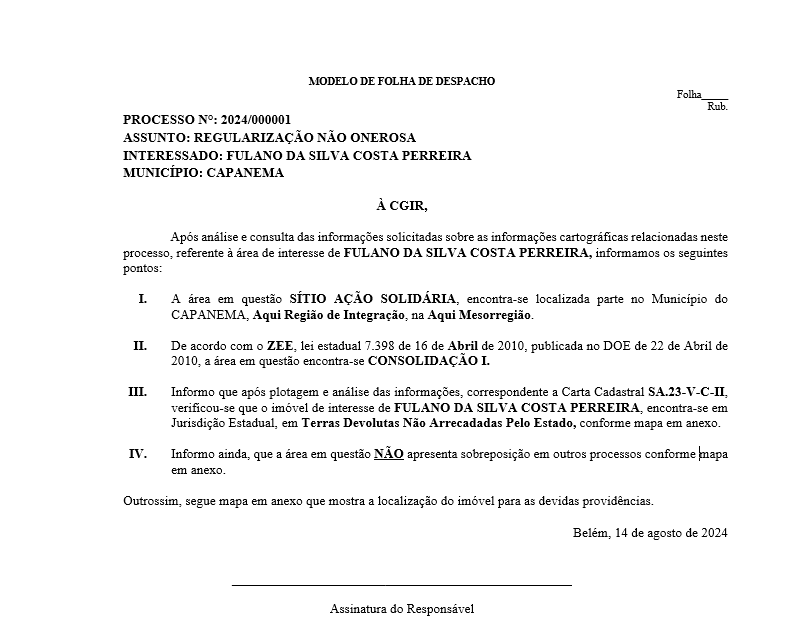 MODELO DE FOLHA DE DESPACHO
Folha_____
Rub.
PROCESSO N°: 2024/000001
ASSUNTO: REGULARIZAÇÃO NÃO ONEROSA
INTERESSADO: FULANO DA SILVA COSTA PERREIRA
MUNICÍPIO: CAPANEMA
À CGIR,
Após análise e consulta das informações solicitadas sobre as informações cartográficas relacionadas neste
processo, referente à área de interesse de FULANO DA SILVA COSTA PERREIRA, informamos os seguintes
pontos:
I. A área em questão SÍTIO AÇÃO SOLIDÁRIA, encontra-se localizada parte no Município do
CAPANEMA, Aqui Região de Integração, na Aqui Mesorregião.
II. De acordo com o ZEE, lei estadual 7.398 de 16 de Abril de 2010, publicada no DOE de 22 de Abril de
2010, a área em questão encontra-se CONSOLIDAÇÃO I.
III. Informo que após plotagem e análise das informações, correspondente a Carta Cadastral SA.23-V-C-II,
verificou-se que o imóvel de interesse de FULANO DA SILVA COSTA PERREIRA, encontra-se em
Jurisdição Estadual, em Terras Devolutas Não Arrecadadas Pelo Estado, conforme mapa em anexo.
IV. Informo ainda, que a área em questão NÃO apresenta sobreposição em outros processos conforme mapa
em anexo.
Outrossim, segue mapa em anexo que mostra a localização do imóvel para as devidas providências.
Belém, 14 de agosto de 2024
Assinatura do Responsável